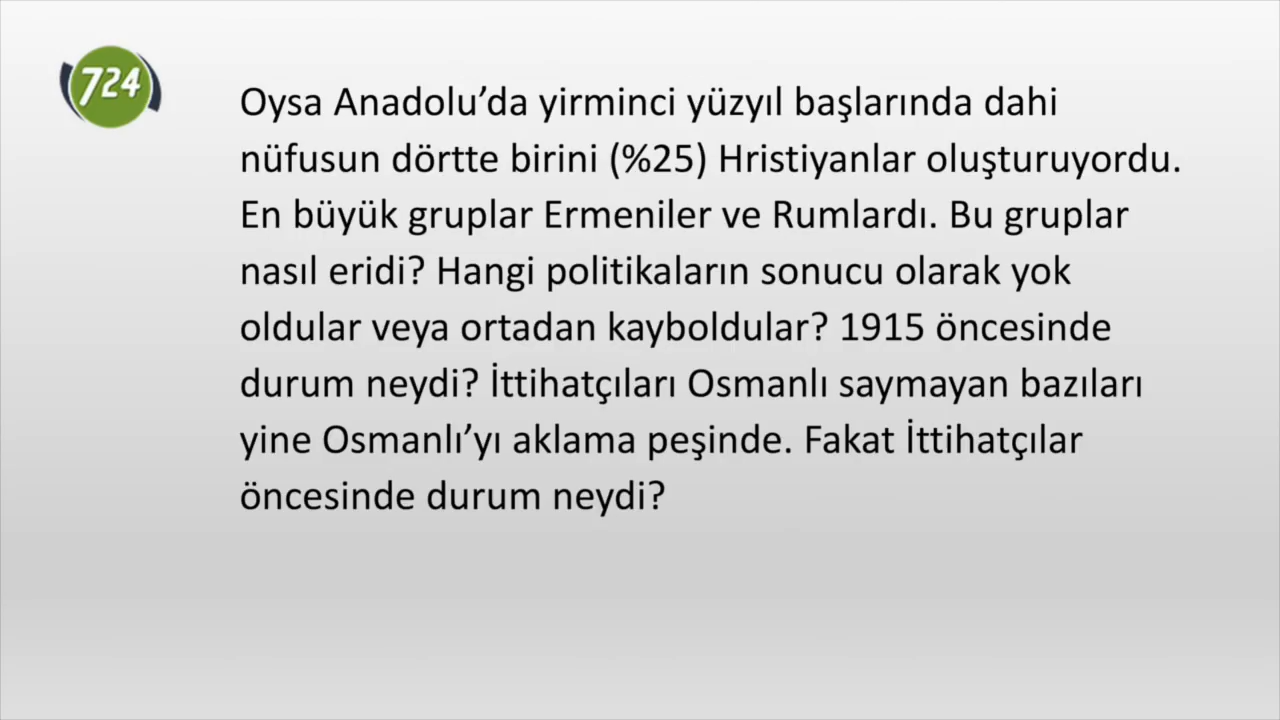 724
Oysa Anadolu’da yirminci yüzyıl başlarında dahi
nüfusun dörtte birini (%25) Hristiyanlar oluşturuyordu.
En büyük gruplar Ermeniler ve Rumlardı. Bu gruplar
nasıl eridi? Hangi politikaların sonucu olarak yok
oldular veya ortadan kayboldular? 1915 öncesinde
durum neydi? İttihatçıları Osmanlı saymayan bazıları
yine Osmanlı’yı aklama peşinde. Fakat İttihatçılar
öncesinde durum neydi?